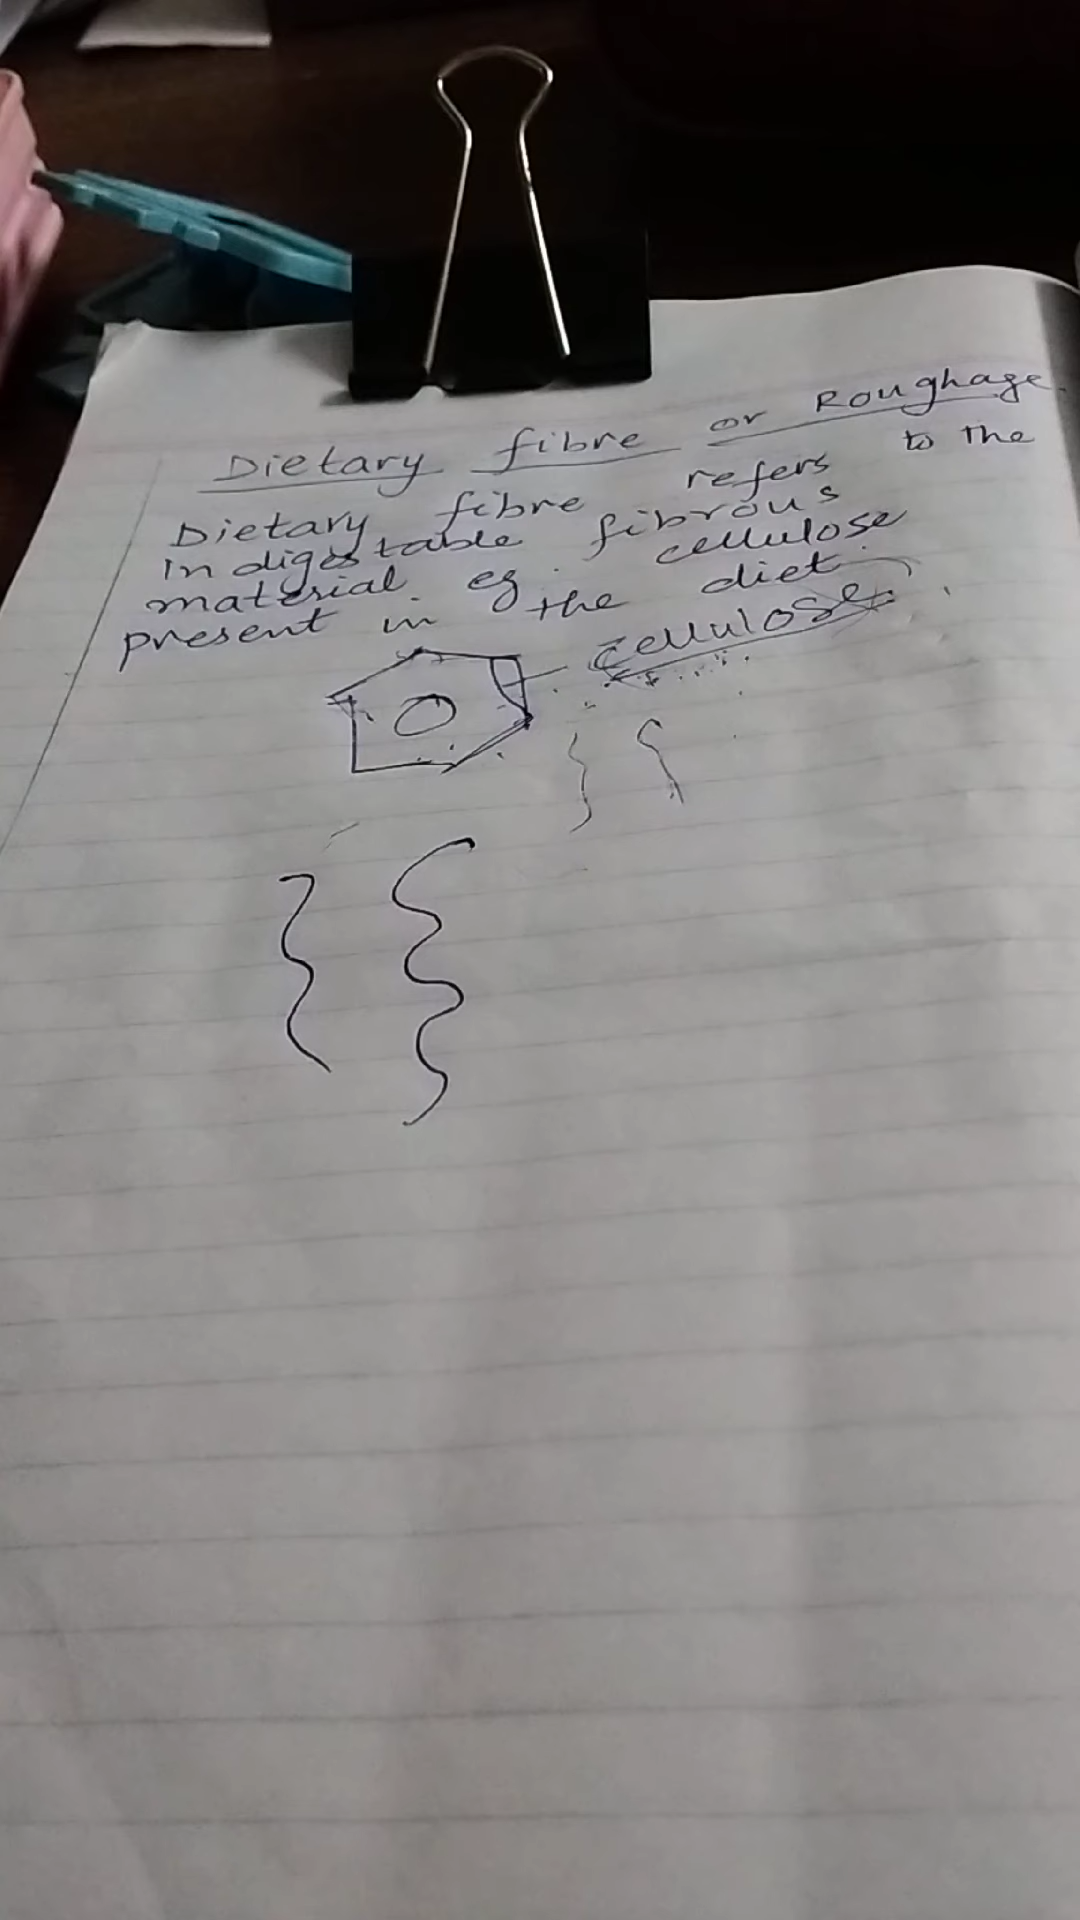 Dietary fibre or Roughage
Dietary fibre refers to the
Indigestable fibrous
material. eg. cellulose
present in the diet.
cellulose.